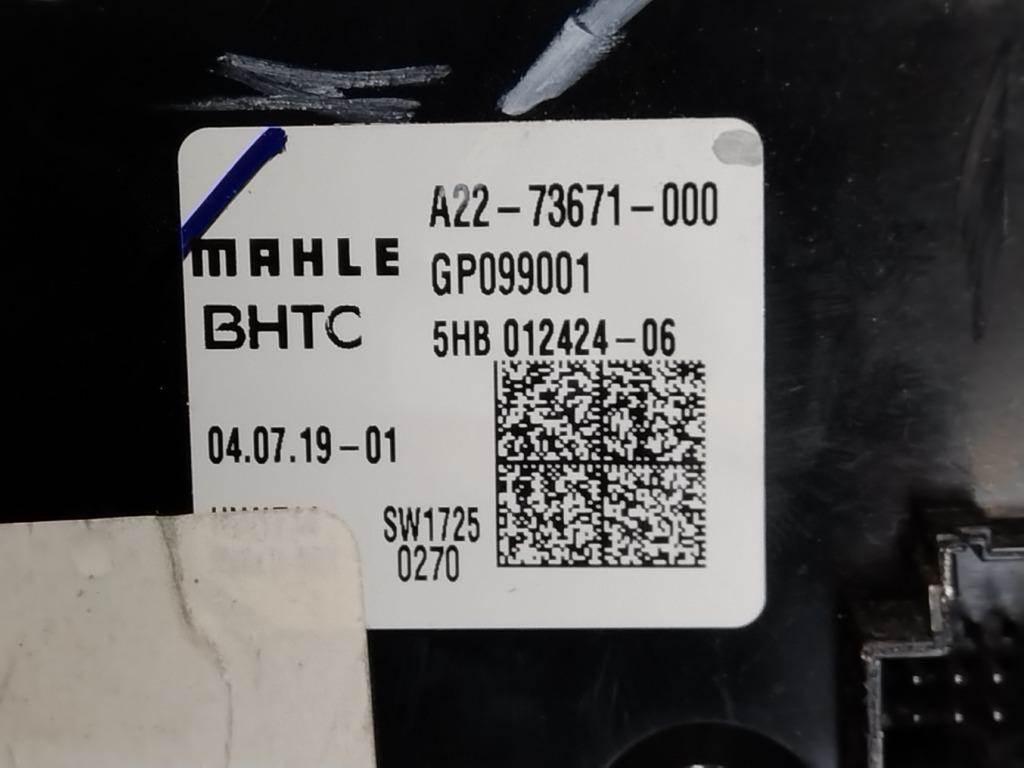 A22-73671-000
MAHLE
GP099001
BHTC
5HB 012424-06
04.07.19-01
SW1725
0270